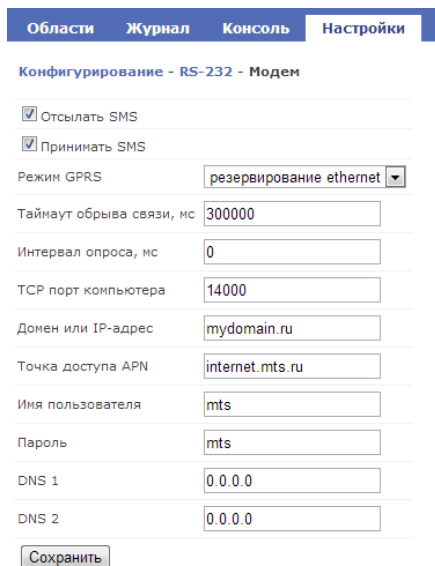 Области Журнал Консоль Настройки
Конфигурирование - RS-232 - Модем
Отсылать SMS
Принимать SMS
Режим GPRS резервирование ethernet
Таймаут обрыва связи, мс 300000
Интервал опроса, мс 0
TCP порт компьютера 14000
Домен или IP-адрес mydomain.ru
Точка доступа APN internet.mts.ru
Имя пользователя mts
Пароль mts
DNS 1 0.0.0.0
DNS 2 0.0.0.0
Сохранить